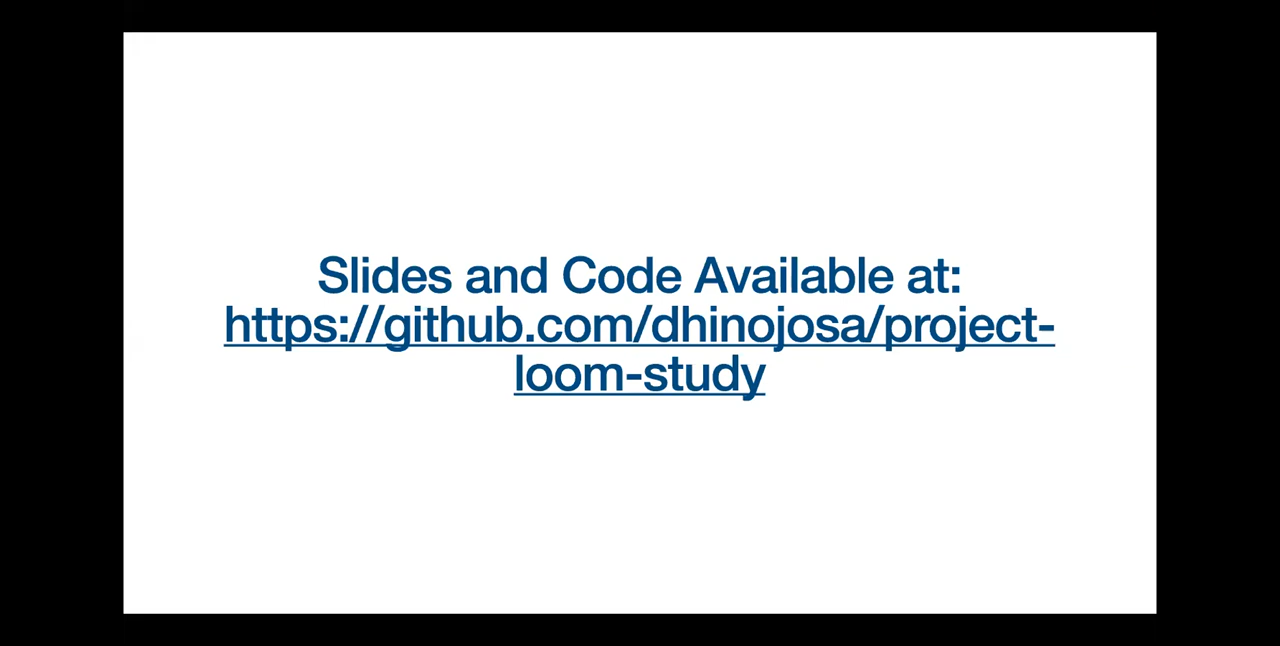 Slides and Code Available at:
https://github.com/dhinojosa/project-
loom-study